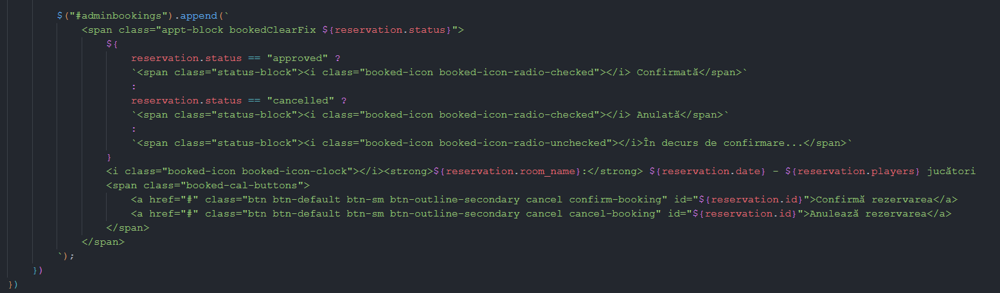 $("#adminbookings").append(`
<span class="appt-block bookedClearFix ${reservation.status}">
${
reservation.status == "approved" ?
`<span class="status-block"><i class="booked-icon booked-icon-radio-checked"></i> Confirmată</span>`
:
reservation.status == "cancelled" ?
`<span class="status-block"><i class="booked-icon booked-icon-radio-checked"></i> Anulată</span>`
:
`<span class="status-block"><i class="booked-icon booked-icon-radio-unchecked"></i>În decurs de confirmare...</span>`
}
<i class="booked-icon booked-icon-clock"></i><strong>${reservation.room_name}:</strong> ${reservation.date} - ${reservation.players} jucători
<span class="booked-cal-buttons">
<a href="#" class="btn btn-default btn-sm btn-outline-secondary cancel confirm-booking" id="${reservation.id}">Confirmă rezervarea</a>
<a href="#" class="btn btn-default btn-sm btn-outline-secondary cancel cancel-booking" id="${reservation.id}">Anulează rezervarea</a>
</span>
</span>
`);
})
})